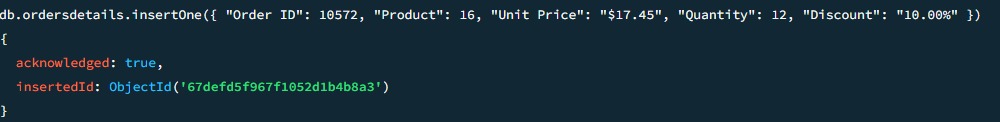 db.ordersdetails.insertOne({ "Order ID": 10572, "Product": 16, "Unit Price": "$17.45", "Quantity": 12, "Discount": "10.00%" })
{
  acknowledged: true,
  insertedId: ObjectId('67defd5f967f1052d1b4b8a3')
}